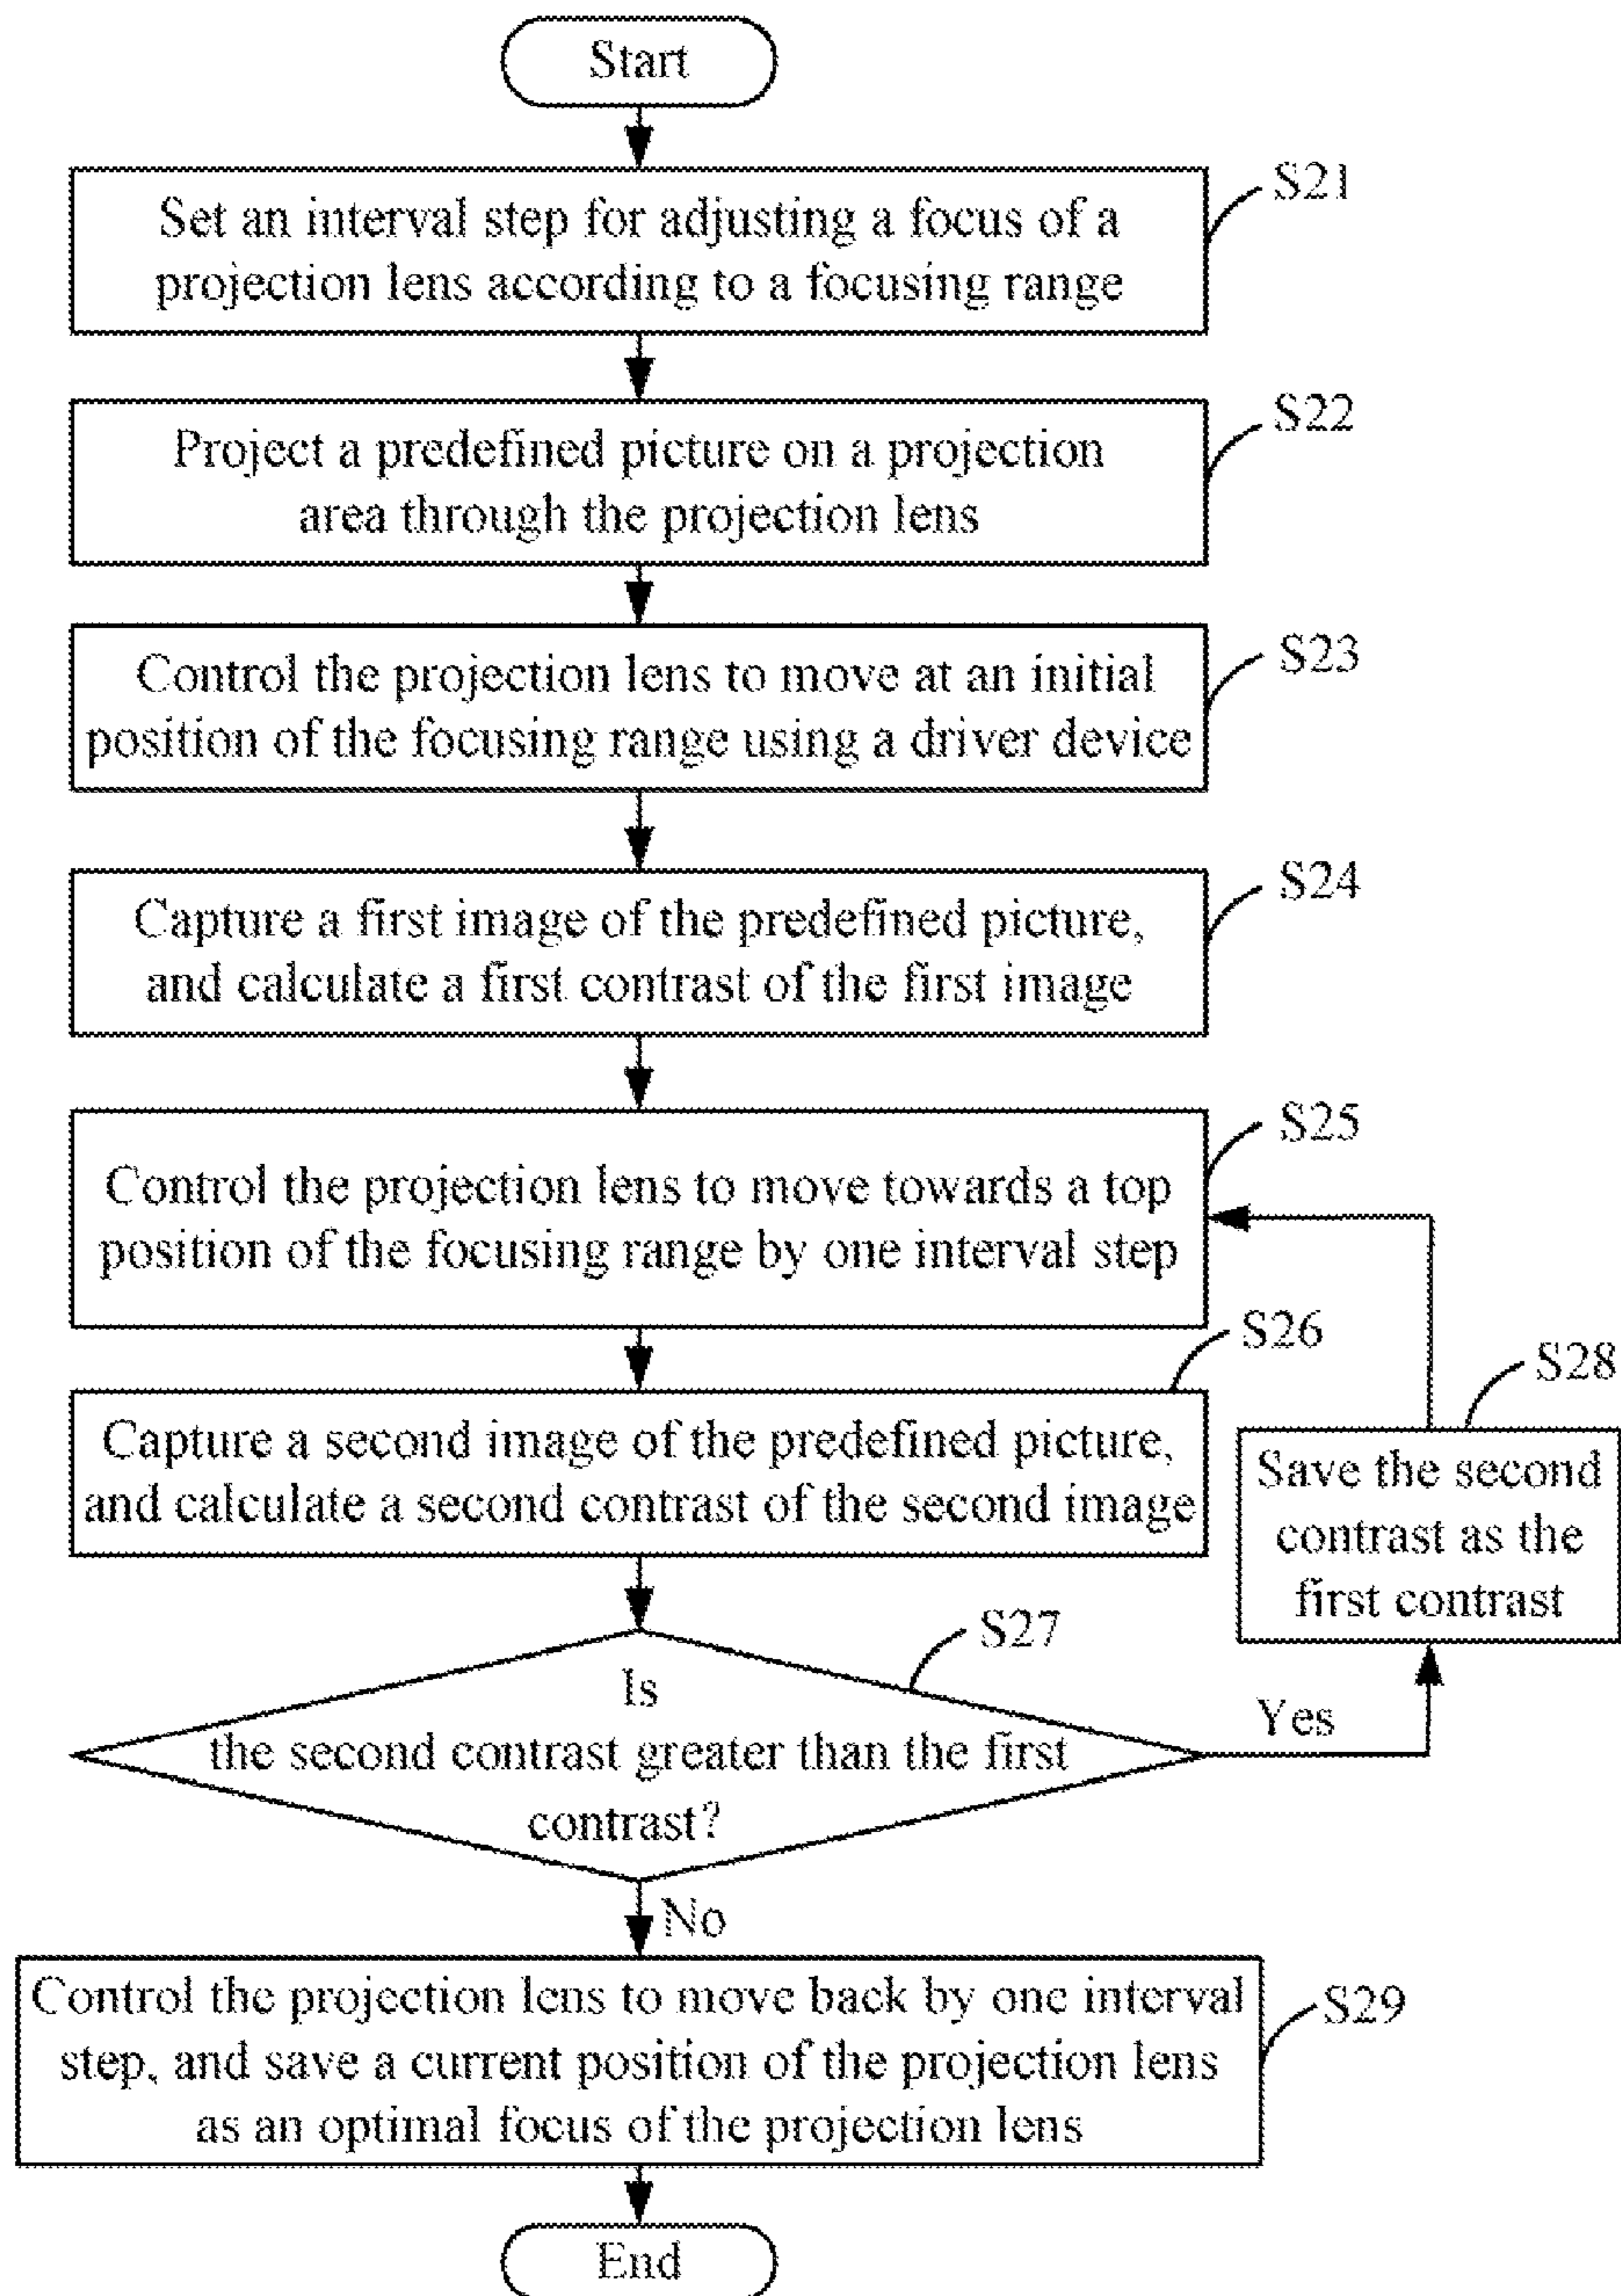 Start
S21
Set an interval step for adjusting a focus of a
projection lens according to a focusing range
S22
Project a predefined picture on a projection
area through the projection lens
S23
Control the projection lens to move at an initial
position of the focusing range using a driver device
S24
Capture a first image of the predefined picture,
and calculate a first contrast of the first image
S25
Control the projection lens to move towards a top
position of the focusing range by one interval step
S26
Capture a second image of the predefined picture,
and calculate a second contrast of the second image
S28
Save the second
contrast as the
first contrast
S27
Is
the second contrast greater than the first
contrast?
Yes
No
S29
Control the projection lens to move back by one interval
step, and save a current position of the projection lens
as an optimal focus of the projection lens
End